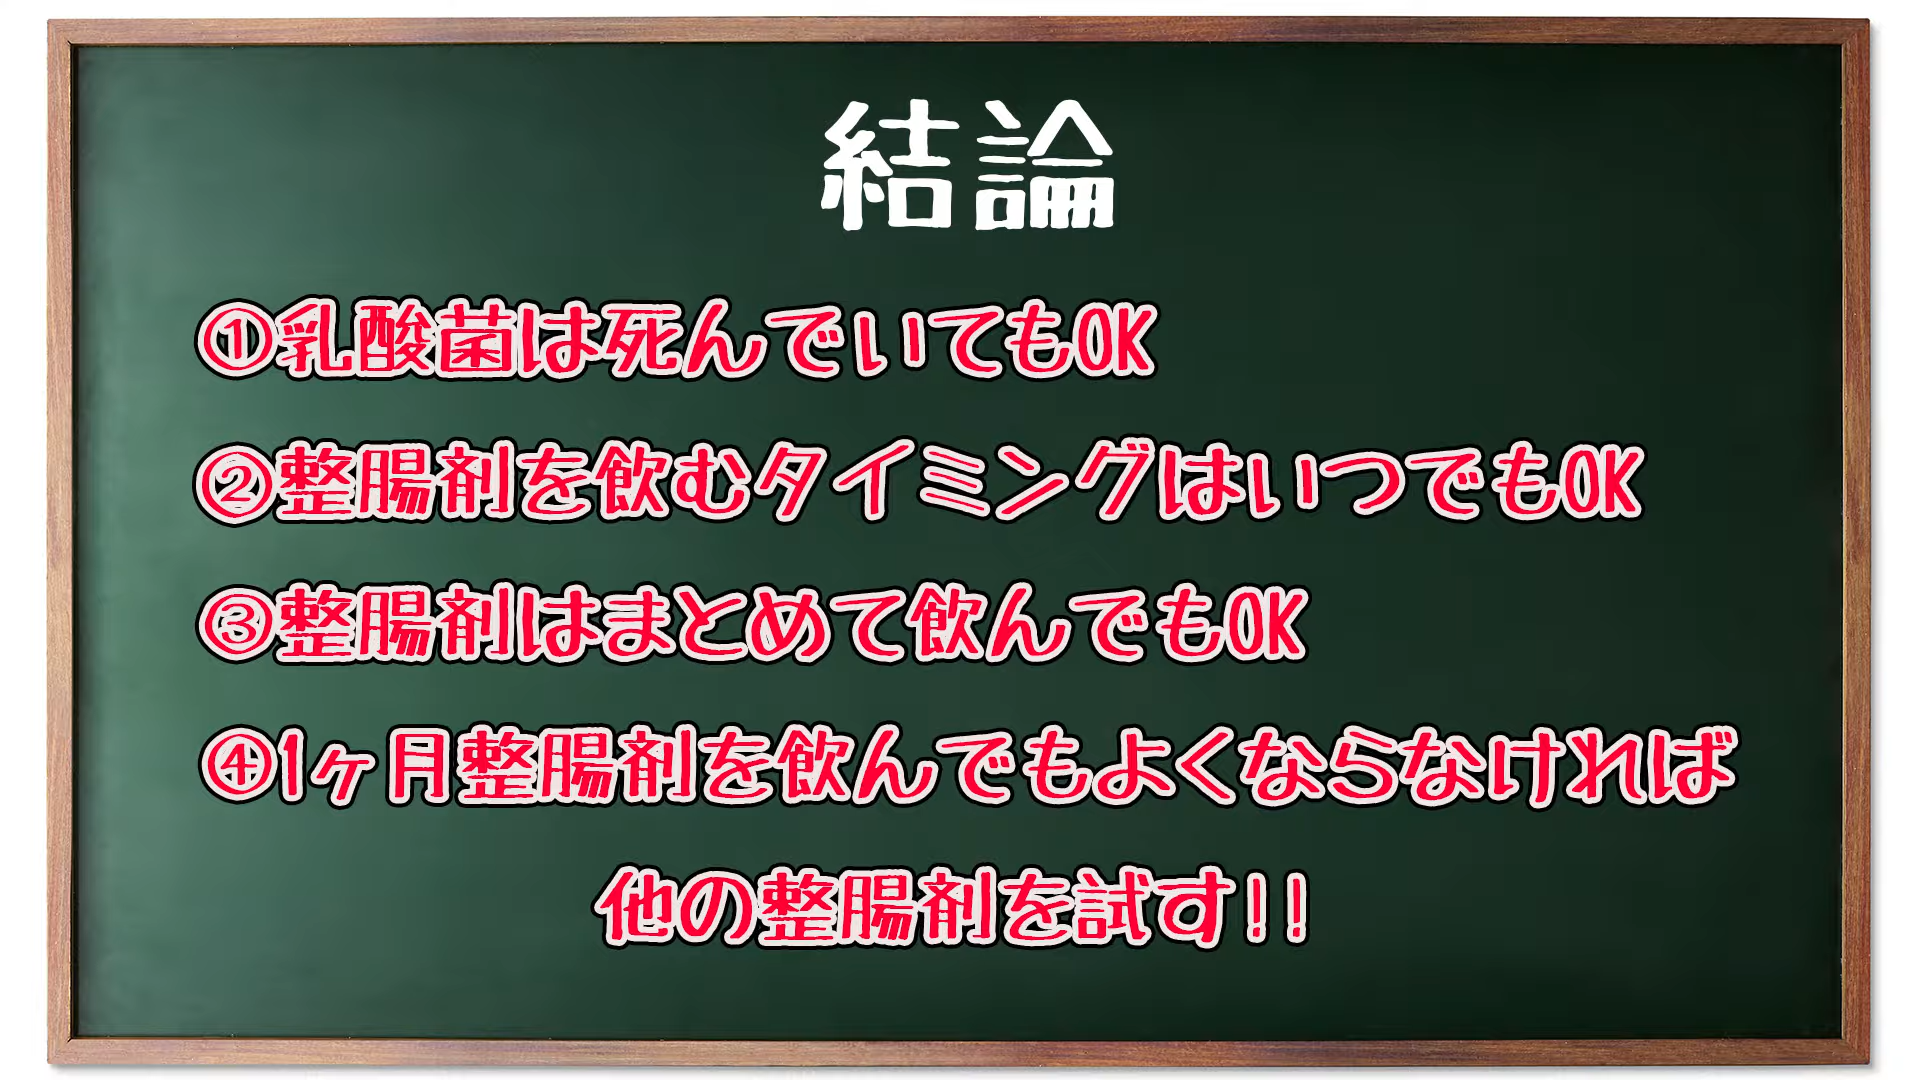 結論
①乳酸菌は死んでいてもOK
②整腸剤を飲むタイミングはいつでもOK
③整腸剤はまとめて飲んでもOK
④1ヶ月整腸剤を飲んでもよくならなければ
他の整腸剤を試す!!